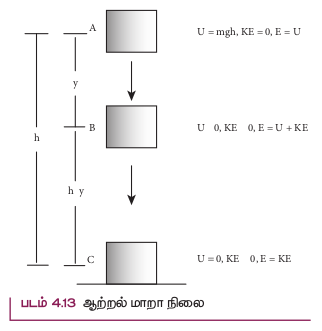 A
U = mgh, KE = 0, E = U
y
B
U 0, KE 0, E = U + KE
h
h y
C
U = 0, KE 0, E = KE
படம் 4.13 ஆற்றல் மாறா நிலை